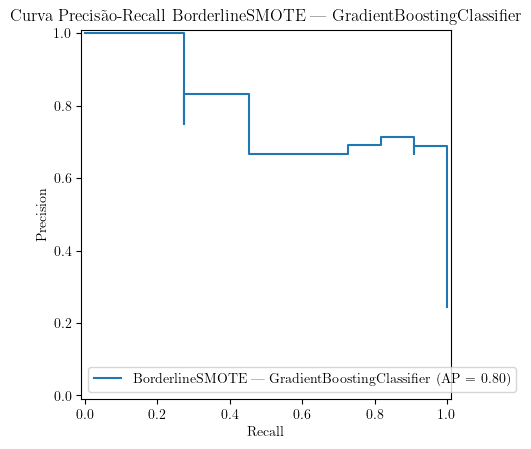 Curva Precisão-Recall BorderlineSMOTE — GradientBoostingClassifier
1.0
0.8
0.6
0.4
0.2
0.0
Precision
BorderlineSMOTE — GradientBoostingClassifier (AP = 0.80)
0.0 0.2 0.4 0.6 0.8 1.0
Recall